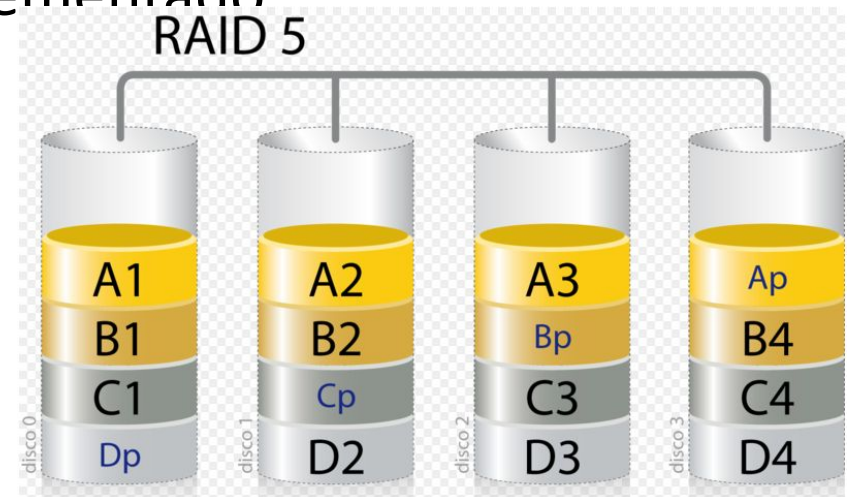 RAID 5
A1 A2 A3 Ap
B1 B2 Bp B4
C1 Cp C3 C4
Dp D2 D3 D4
disco 0 disco 1 disco 2 disco 3